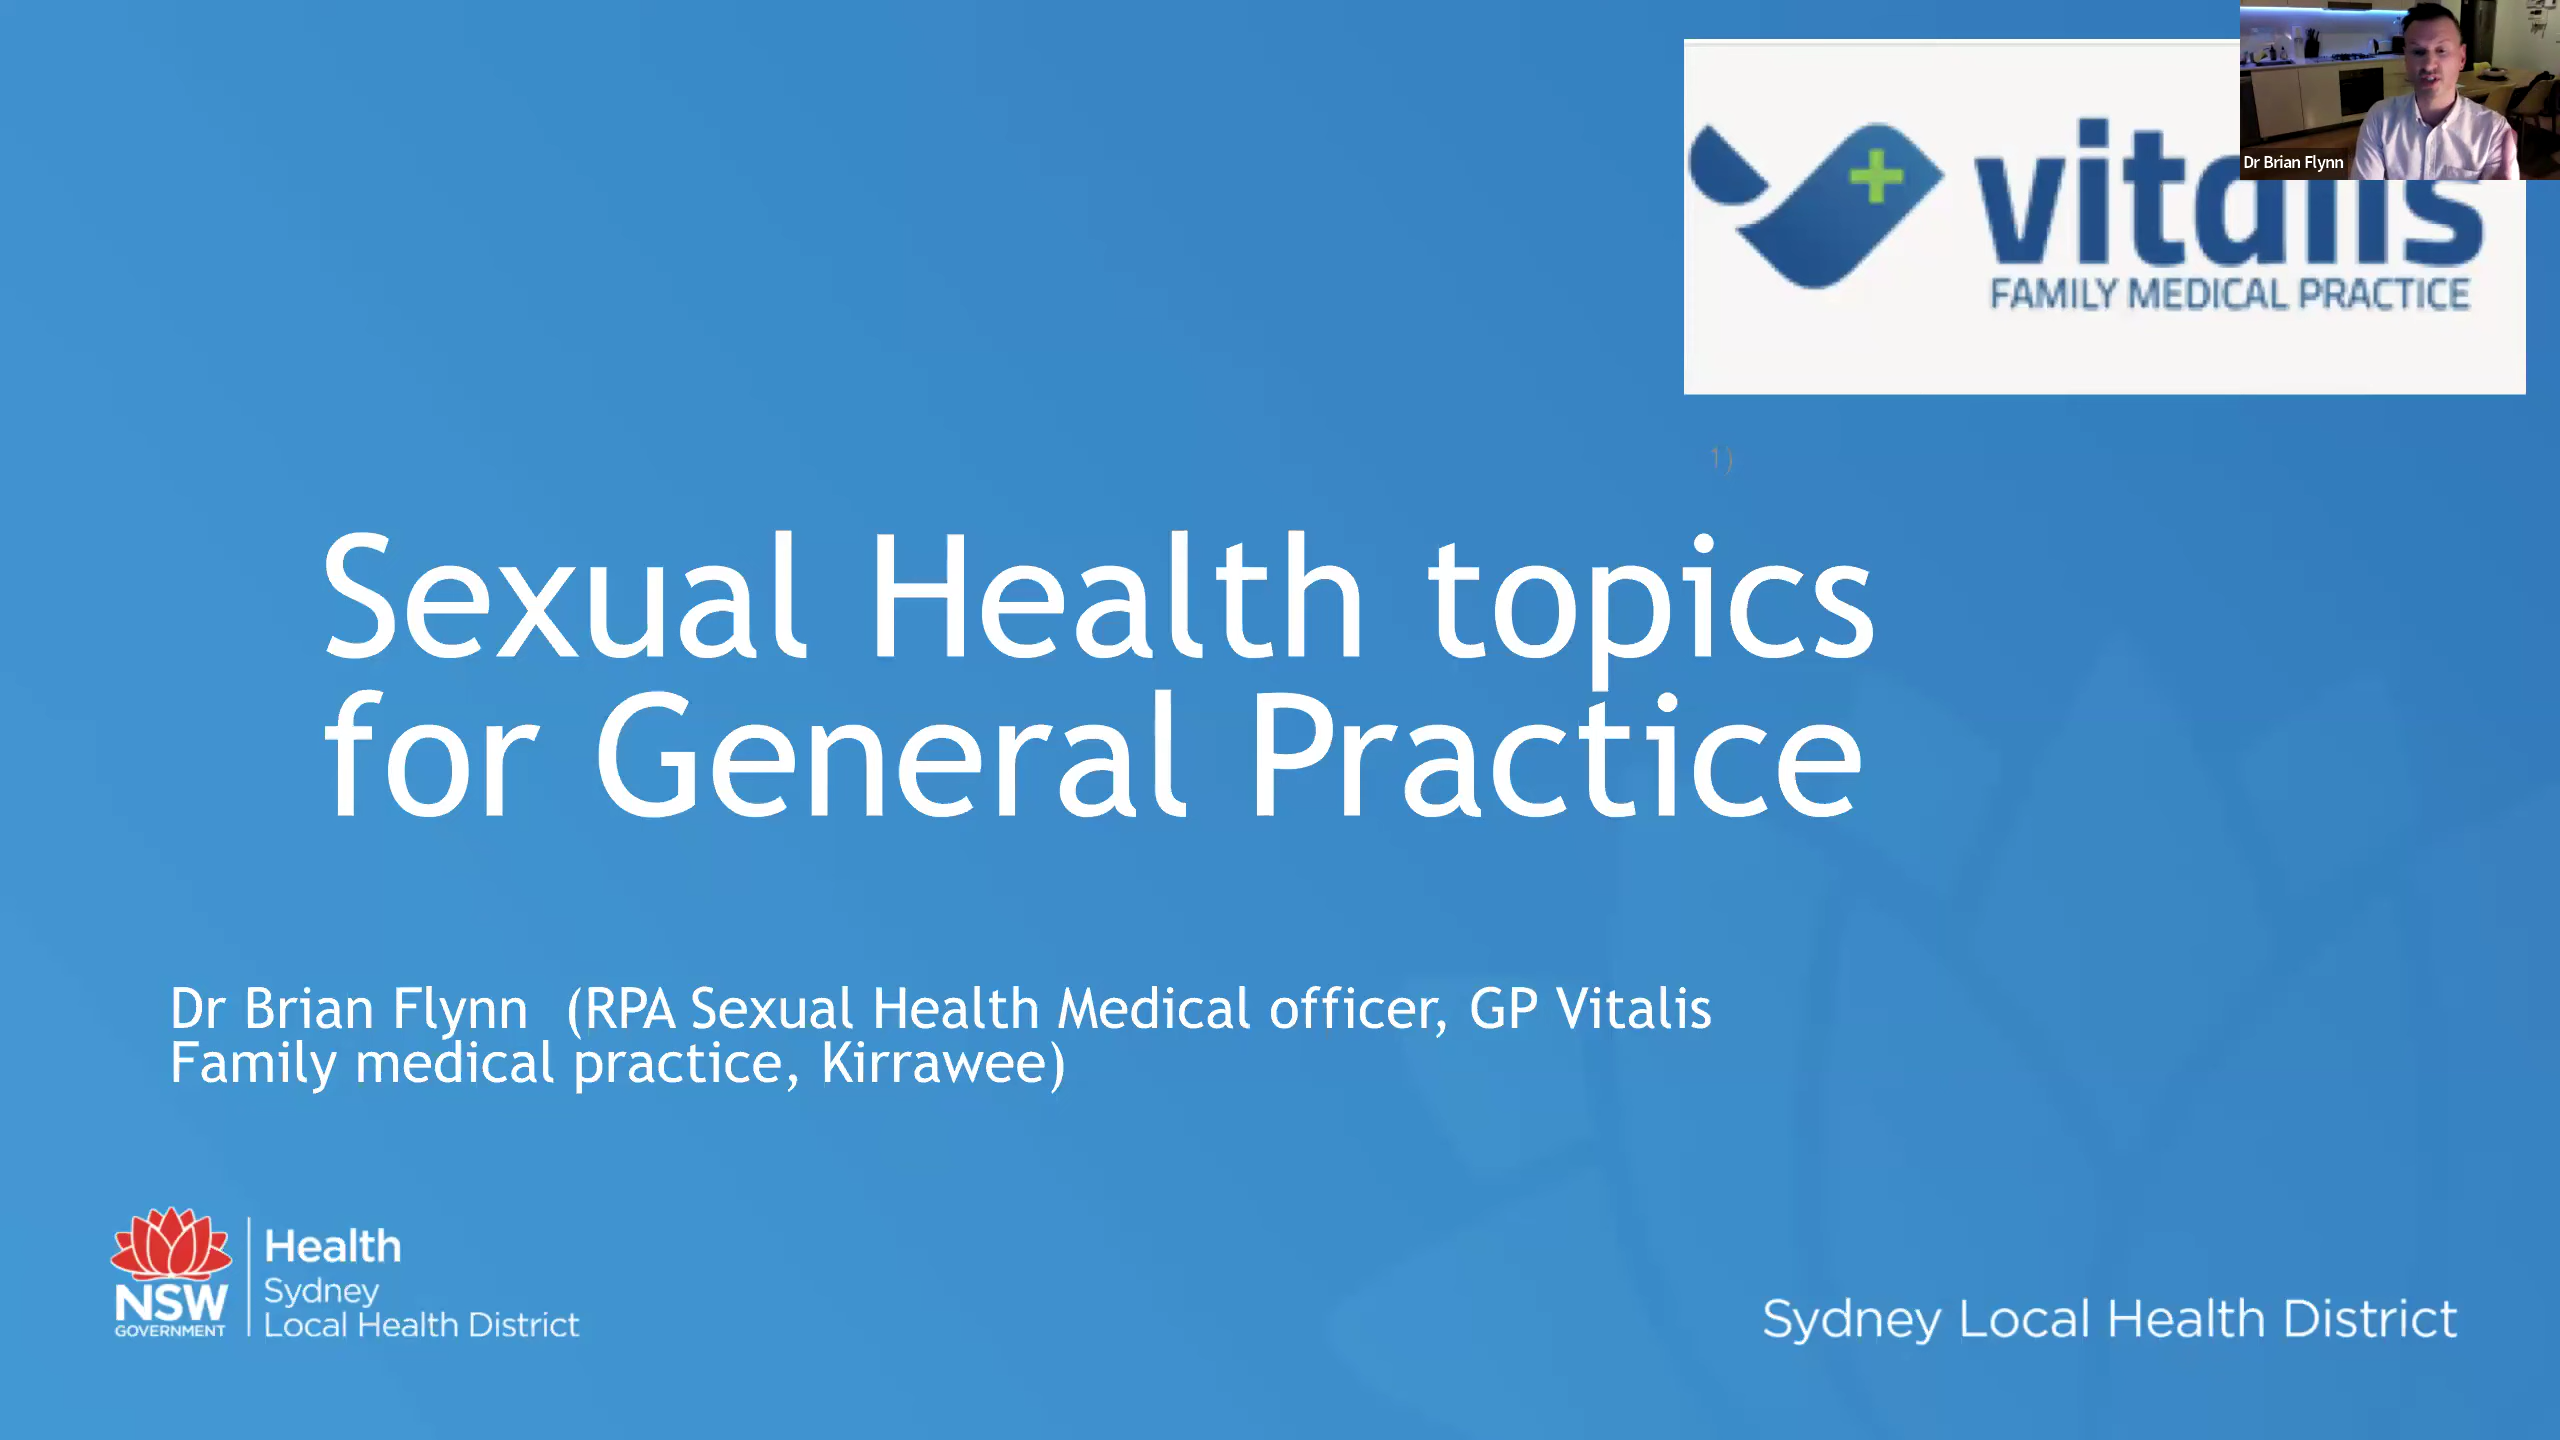 Dr Brian Flynn
vitalis
FAMILY MEDICAL PRACTICE
1)
Sexual Health topics
for General Practice
Dr Brian Flynn (RPA Sexual Health Medical officer, GP Vitalis
Family medical practice, Kirrawee)
Health
Sydney
Local Health District
NSW
GOVERNMENT
Sydney Local Health District